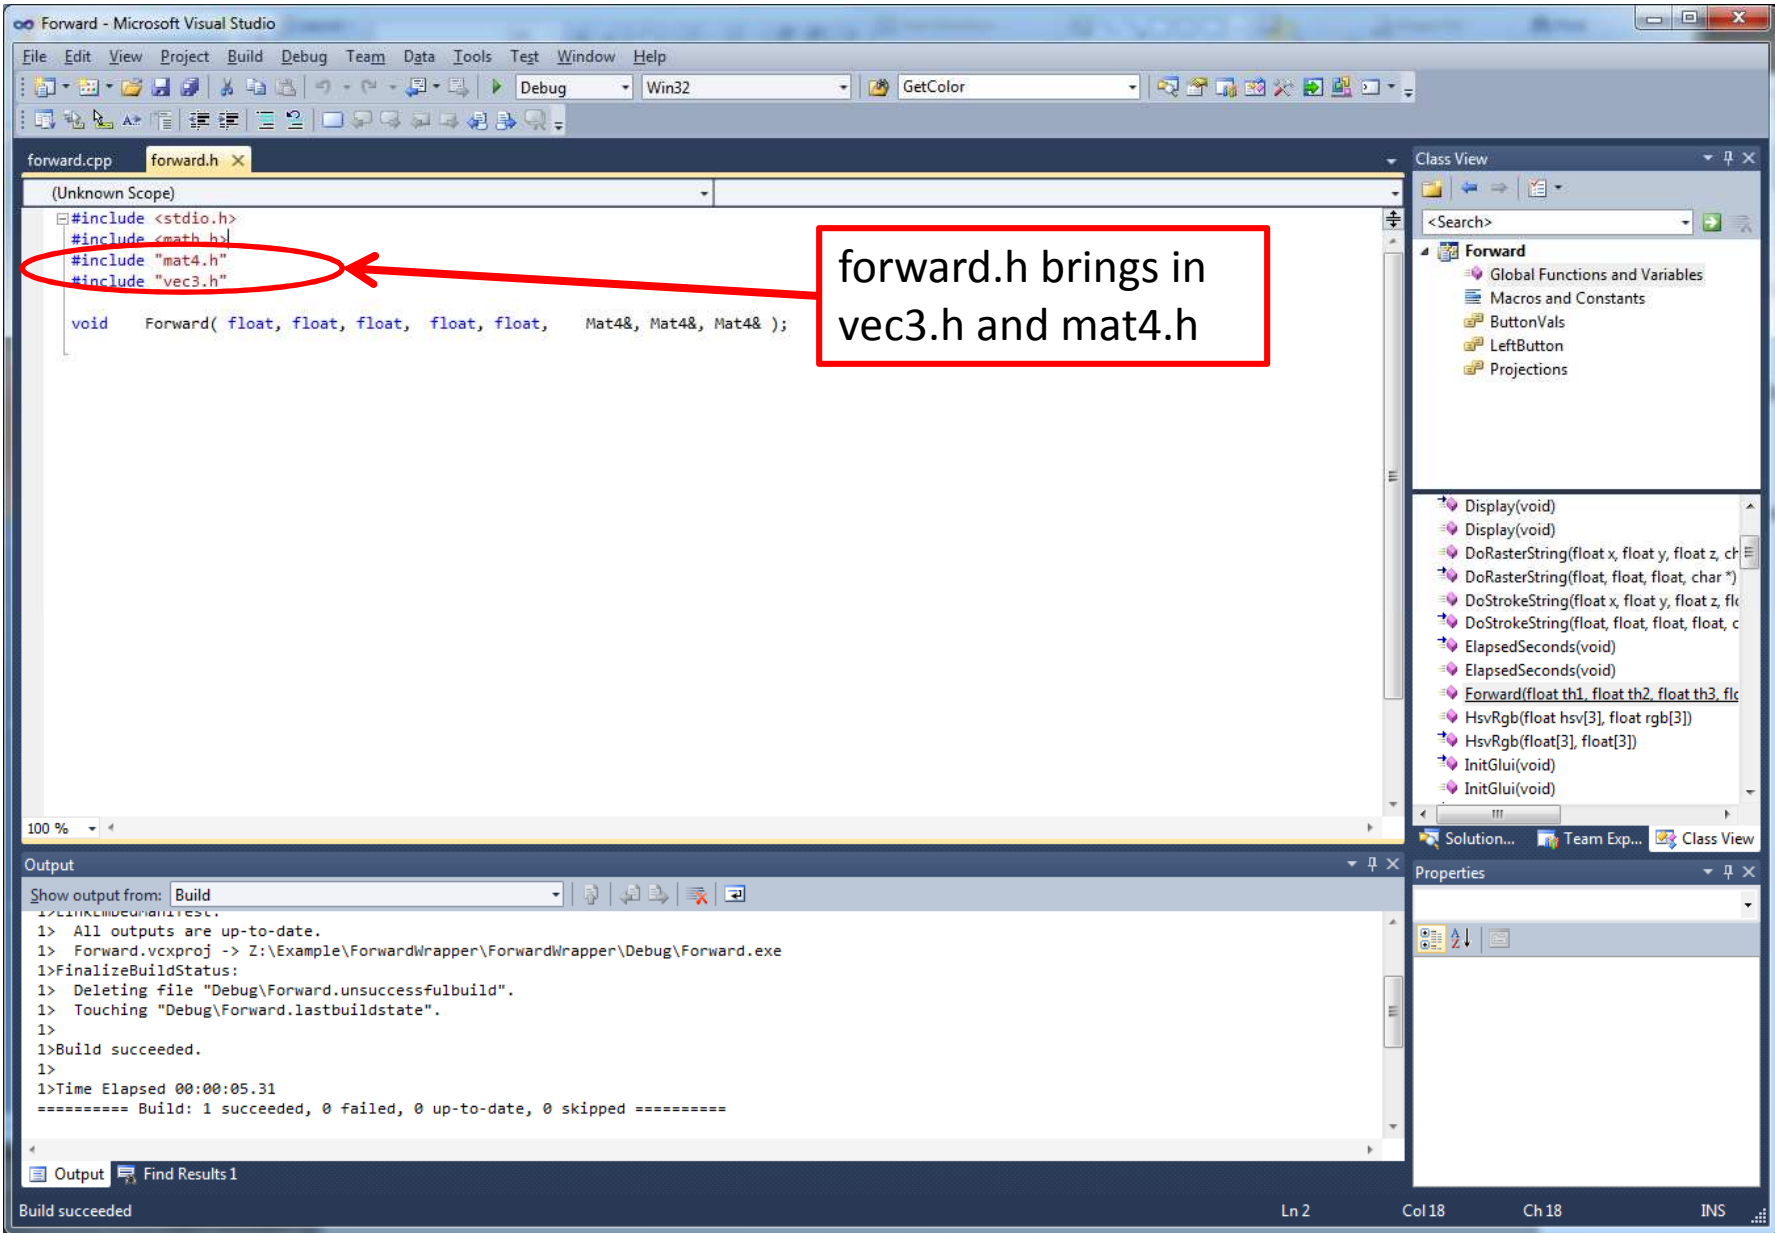 Forward - Microsoft Visual Studio
File Edit View Project Build Debug Team Data Tools Test Window Help
Debug Win32 GetColor
forward.cpp forward.h
(Unknown Scope)
#include <stdio.h>
#include <math.h>
#include "mat4.h"
#include "vec3.h"
void Forward( float, float, float, float, float, Mat4&, Mat4&, Mat4& );
forward.h brings in
vec3.h and mat4.h
100 %
Class View
<Search>
Forward
Global Functions and Variables
Macros and Constants
ButtonVals
LeftButton
Projections
Display(void)
Display(void)
DoRasterString(float x, float y, float z, ch
DoRasterString(float, float, float, char *)
DoStrokeString(float x, float y, float z, flo
DoStrokeString(float, float, float, float, c
ElapsedSeconds(void)
ElapsedSeconds(void)
Forward(float th1, float th2, float th3, flo
HsvRgb(float hsv[3], float rgb[3])
HsvRgb(float[3], float[3])
InitGlui(void)
InitGlui(void)
Solution... Team Exp... Class View
Output
Show output from: Build
1>LinkEmbedManifest:
1> All outputs are up-to-date.
1> Forward.vcxproj -> Z:\Example\ForwardWrapper\ForwardWrapper\Debug\Forward.exe
1>FinalizeBuildStatus:
1> Deleting file "Debug\Forward.unsuccessfulbuild".
1> Touching "Debug\Forward.lastbuildstate".
1>
1>Build succeeded.
1>
1>Time Elapsed 00:00:05.31
========== Build: 1 succeeded, 0 failed, 0 up-to-date, 0 skipped ==========
Output Find Results 1
Properties
Build succeeded Ln 2 Col 18 Ch 18 INS